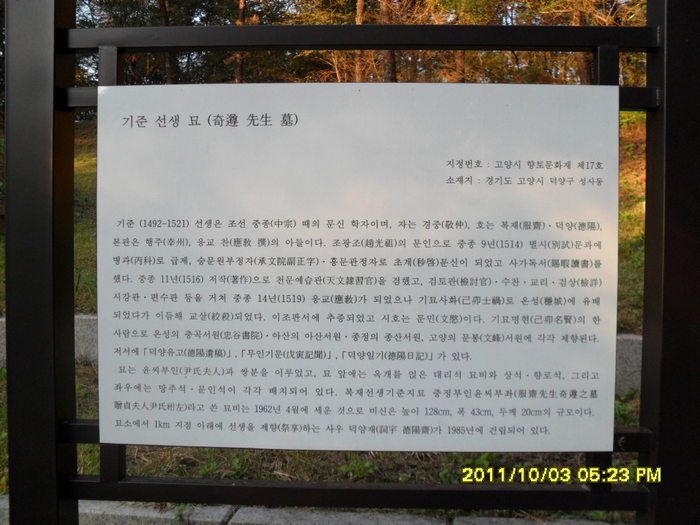 기준 선생 묘 (奇遵 先生 墓)
지정번호 : 고양시 향토문화재 제17호
소재지 : 경기도 고양시 덕양구 성사동
기준 (1492-1521) 선생은 조선 중종(中宗) 때의 문신 학자이며, 자는 경중(敬仲), 호는 복재(服齋)·덕양(德陽),
본관은 행주(幸州), 응교 찬(應敎 撰)의 아들이다. 조광조(趙光祖)의 문인으로 중종 9년(1514) 별시(別試)문과에
병과(丙科)로 급제, 승문원부정자(承文院副正字)·홍문관정자로 초계(秒啓)문신이 되었고 사가독서(賜暇讀書)를
했다. 중종 11년(1516) 저작(著作)으로 천문예습관(天文隷習官)을 겸했고, 검토관(檢討官)·수찬·교리·검상(檢詳)
시강관·편수관 등을 거쳐 중종 14년(1519) 응교(應敎)가 되었으나 기묘사화(己卯士禍)로 온성(穩城)에 유배
되었다가 이듬해 교살(絞殺)되었다. 이조판서에 추증되었고 시호는 문민(文愍)이다. 기묘명현(己卯名賢)의 한
사람으로 온성의 충곡서원(忠谷書院)·아산의 아산서원·종정의 종산서원, 고양의 문봉(文峰)서원에 각각 제향된다.
저서에「덕양유고(德陽遺稿)」,「무인기문(戊寅記聞)」,「덕양일기(德陽日記)」가 있다.
묘는 윤씨부인(尹氏夫人)과 쌍분을 이루었고, 묘 앞에는 옥개를 얹은 대리석 묘비와 상석·향로석, 그리고
좌우에는 망주석·문인석이 각각 배치되어 있다. 복재선생기준지묘 증정부인윤씨부좌(服齋先生奇遵之墓
贈貞夫人尹氏祔左)라고 쓴 묘비는 1962년 4월에 세운 것으로 비신은 높이 128cm, 폭 43cm, 두께 20cm의 규모이다.
묘소에서 1km 지점 아래에 선생을 제향(祭享)하는 사우 덕양재(詞宇 德陽齋)가 1985년에 건립되어 있다.
2011/10/03 05:23 PM